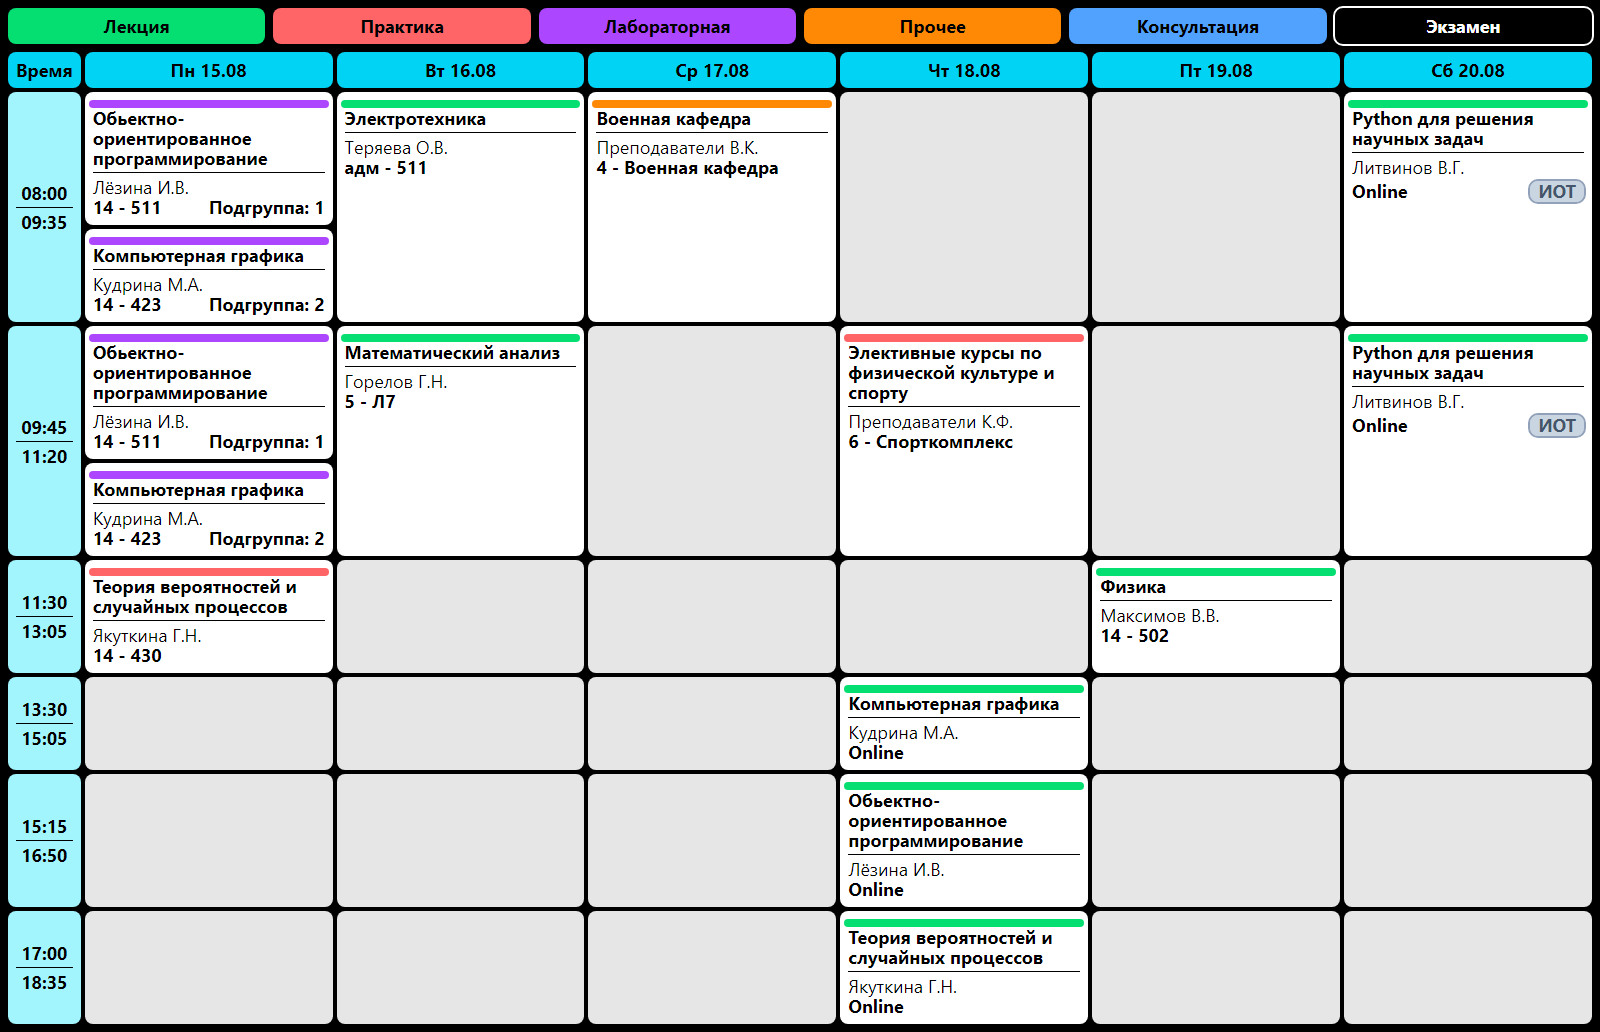 Лекция
Практика
Лабораторная
Прочее
Консультация
Экзамен
Время
Пн 15.08
Вт 16.08
Ср 17.08
Чт 18.08
Пт 19.08
Сб 20.08
08:00
09:35
Обьектно-
ориентированное
программирование
Лёзина И.В.
14 - 511
Подгруппа: 1
Компьютерная графика
Кудрина М.А.
14 - 423
Подгруппа: 2
Электротехника
Теряева О.В.
адм - 511
Военная кафедра
Преподаватели В.К.
4 - Военная кафедра
Python для решения
научных задач
Литвинов В.Г.
Online
ИОТ
09:45
11:20
Обьектно-
ориентированное
программирование
Лёзина И.В.
14 - 511
Подгруппа: 1
Компьютерная графика
Кудрина М.А.
14 - 423
Подгруппа: 2
Математический анализ
Горелов Г.Н.
5 - Л7
Элективные курсы по
физической культуре и
спорту
Преподаватели К.Ф.
6 - Спорткомплекс
Python для решения
научных задач
Литвинов В.Г.
Online
ИОТ
11:30
13:05
Теория вероятностей и
случайных процессов
Якуткина Г.Н.
14 - 430
Физика
Максимов В.В.
14 - 502
13:30
15:05
Компьютерная графика
Кудрина М.А.
Online
15:15
16:50
Обьектно-
ориентированное
программирование
Лёзина И.В.
Online
17:00
18:35
Теория вероятностей и
случайных процессов
Якуткина Г.Н.
Online